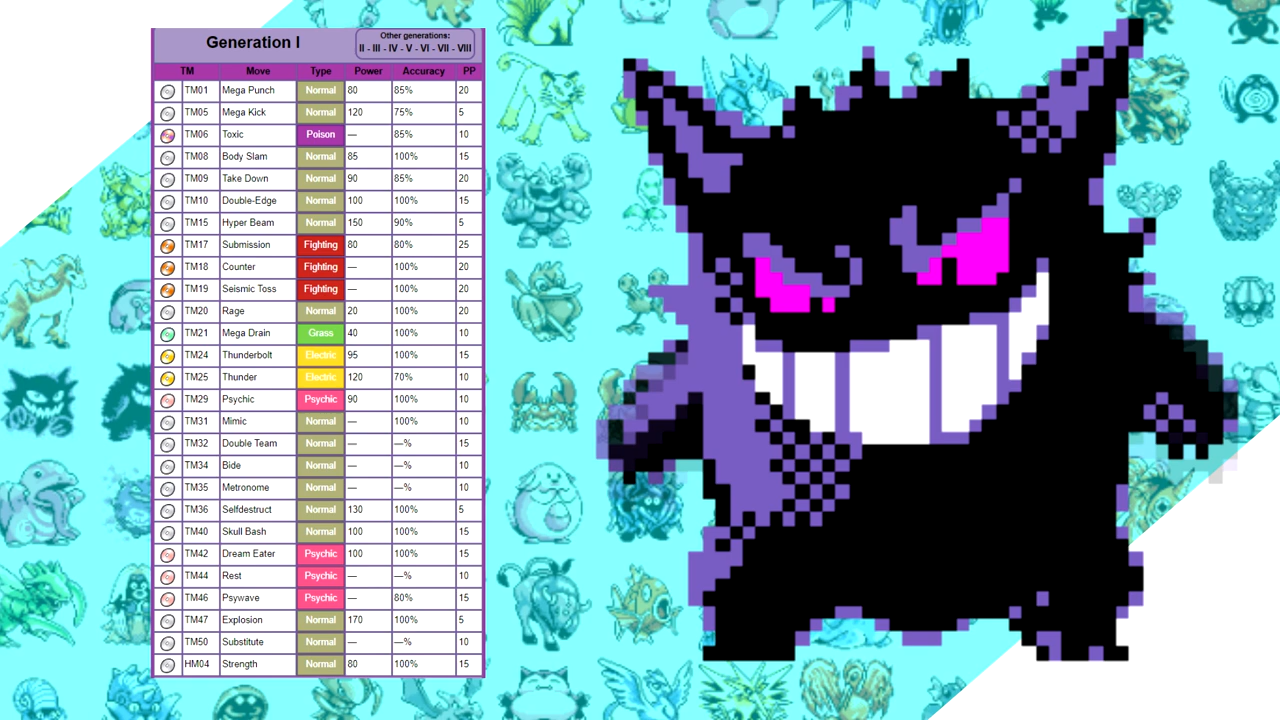 Generation I
Other generations:
II - III - IV - V - VI - VII - VIII
TM Move Type Power Accuracy PP
TM01 Mega Punch Normal 80 85% 20
TM05 Mega Kick Normal 120 75% 5
TM06 Toxic Poison — 85% 10
TM08 Body Slam Normal 85 100% 15
TM09 Take Down Normal 90 85% 20
TM10 Double-Edge Normal 100 100% 15
TM15 Hyper Beam Normal 150 90% 5
TM17 Submission Fighting 80 80% 25
TM18 Counter Fighting — 100% 20
TM19 Seismic Toss Fighting — 100% 20
TM20 Rage Normal 20 100% 20
TM21 Mega Drain Grass 40 100% 10
TM24 Thunderbolt Electric 95 100% 15
TM25 Thunder Electric 120 70% 10
TM29 Psychic Psychic 90 100% 10
TM31 Mimic Normal — 100% 10
TM32 Double Team Normal — —% 15
TM34 Bide Normal — —% 10
TM35 Metronome Normal — —% 10
TM36 Selfdestruct Normal 130 100% 5
TM40 Skull Bash Normal 100 100% 15
TM42 Dream Eater Psychic 100 100% 15
TM44 Rest Psychic — —% 10
TM46 Psywave Psychic — 80% 15
TM47 Explosion Normal 170 100% 5
TM50 Substitute Normal — —% 10
HM04 Strength Normal 80 100% 15